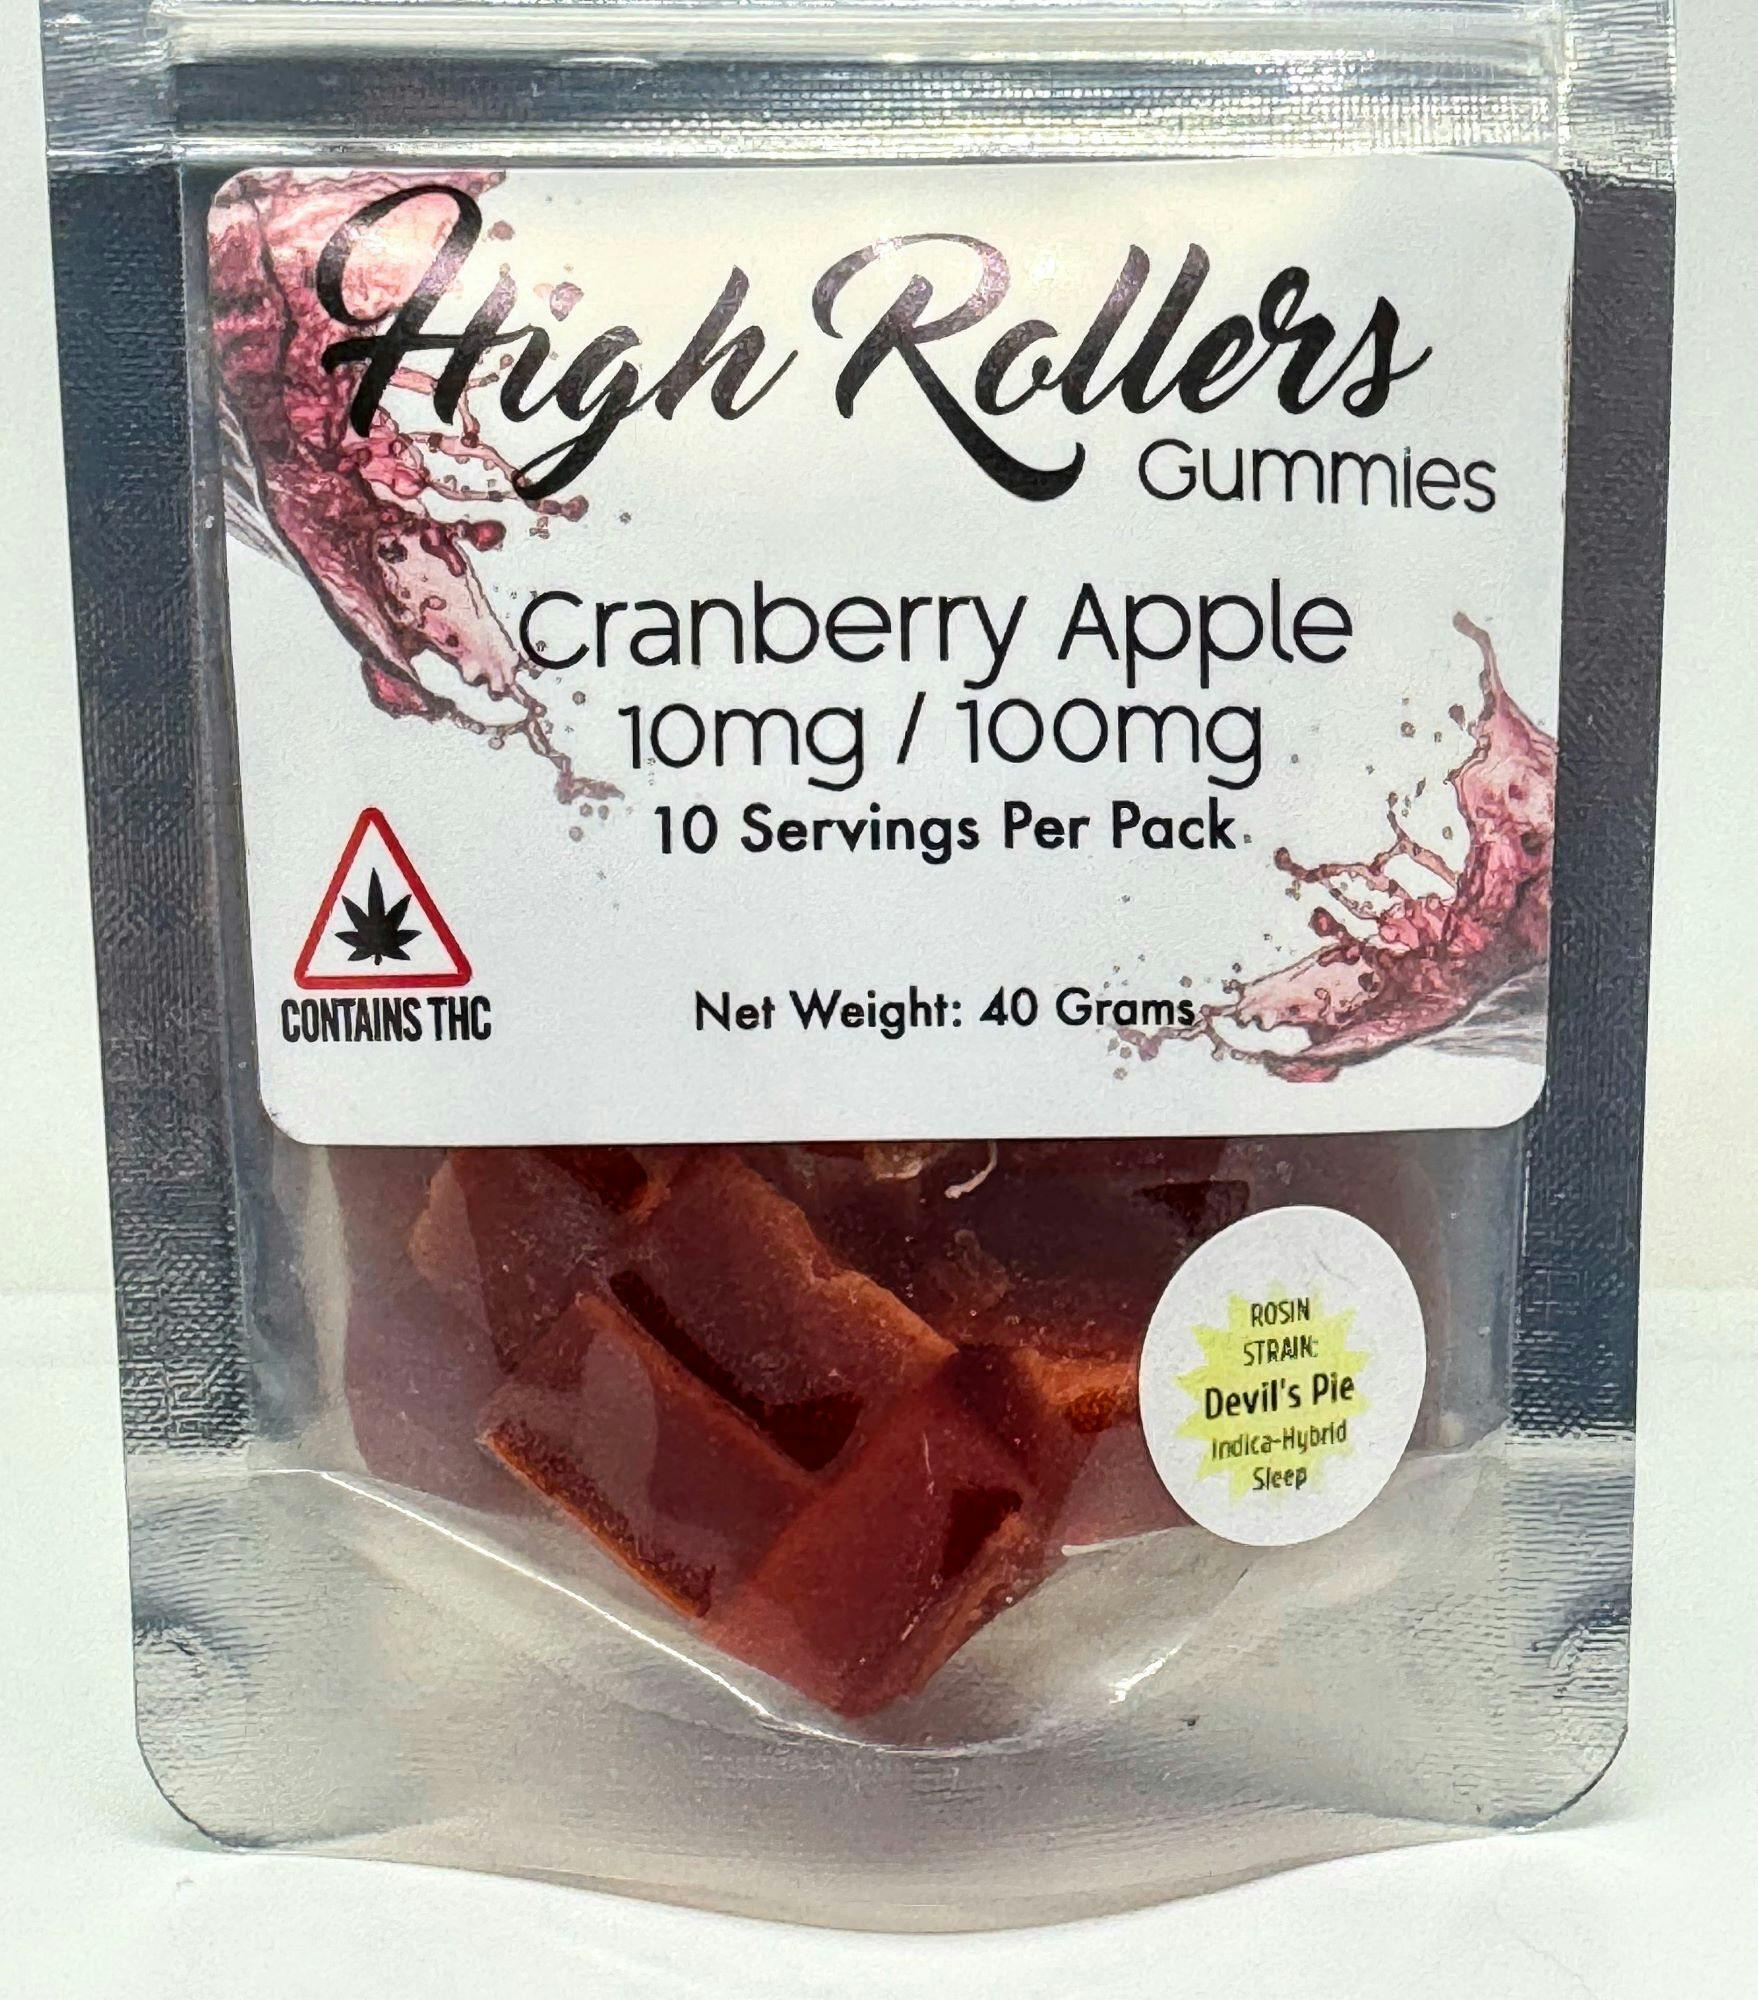 High Rollers
Gummies
Cranberry Apple
10mg / 100mg
10 Servings Per Pack
CONTAINS THC
Net Weight: 40 Grams
ROSIN
STRAIN:
Devil's Pie
Indica-Hybrid
Sleep